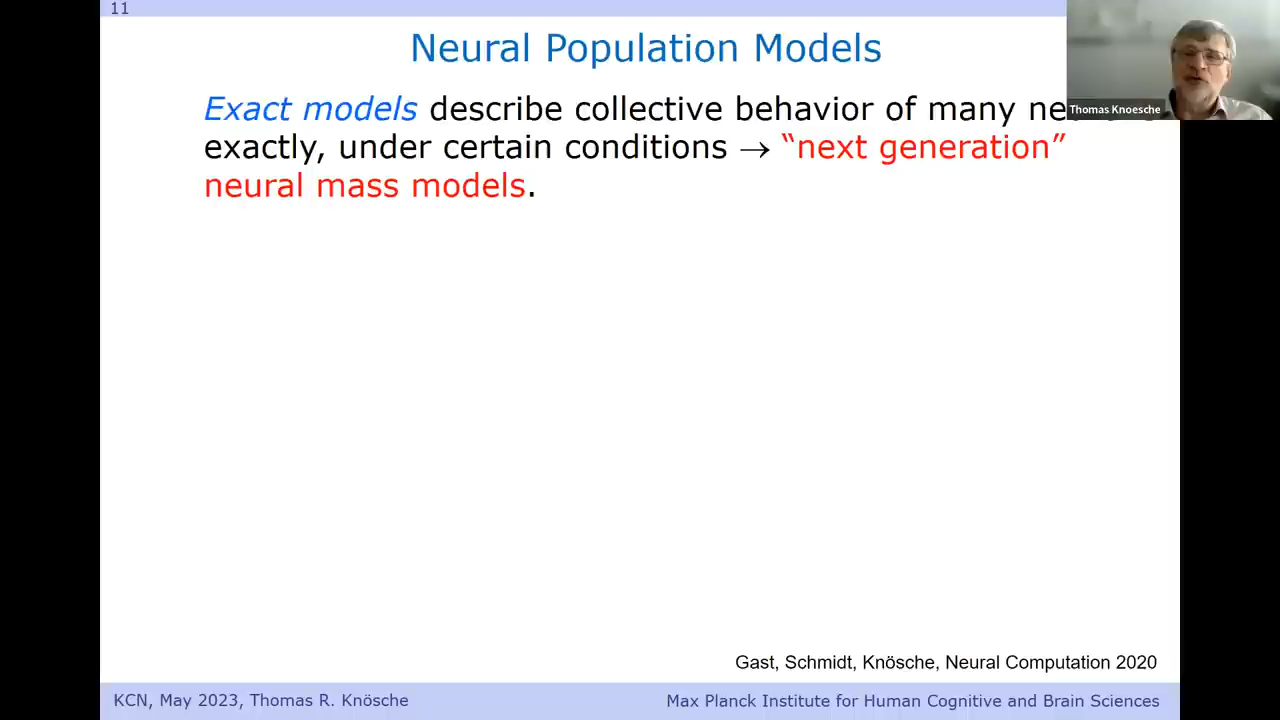 11
Neural Population Models
Exact models describe collective behavior of many
exactly, under certain conditions → “next generation”
neural mass models.
Thomas Knoesche
Gast, Schmidt, Knösche, Neural Computation 2020
KCN, May 2023, Thomas R. Knösche
Max Planck Institute for Human Cognitive and Brain Sciences